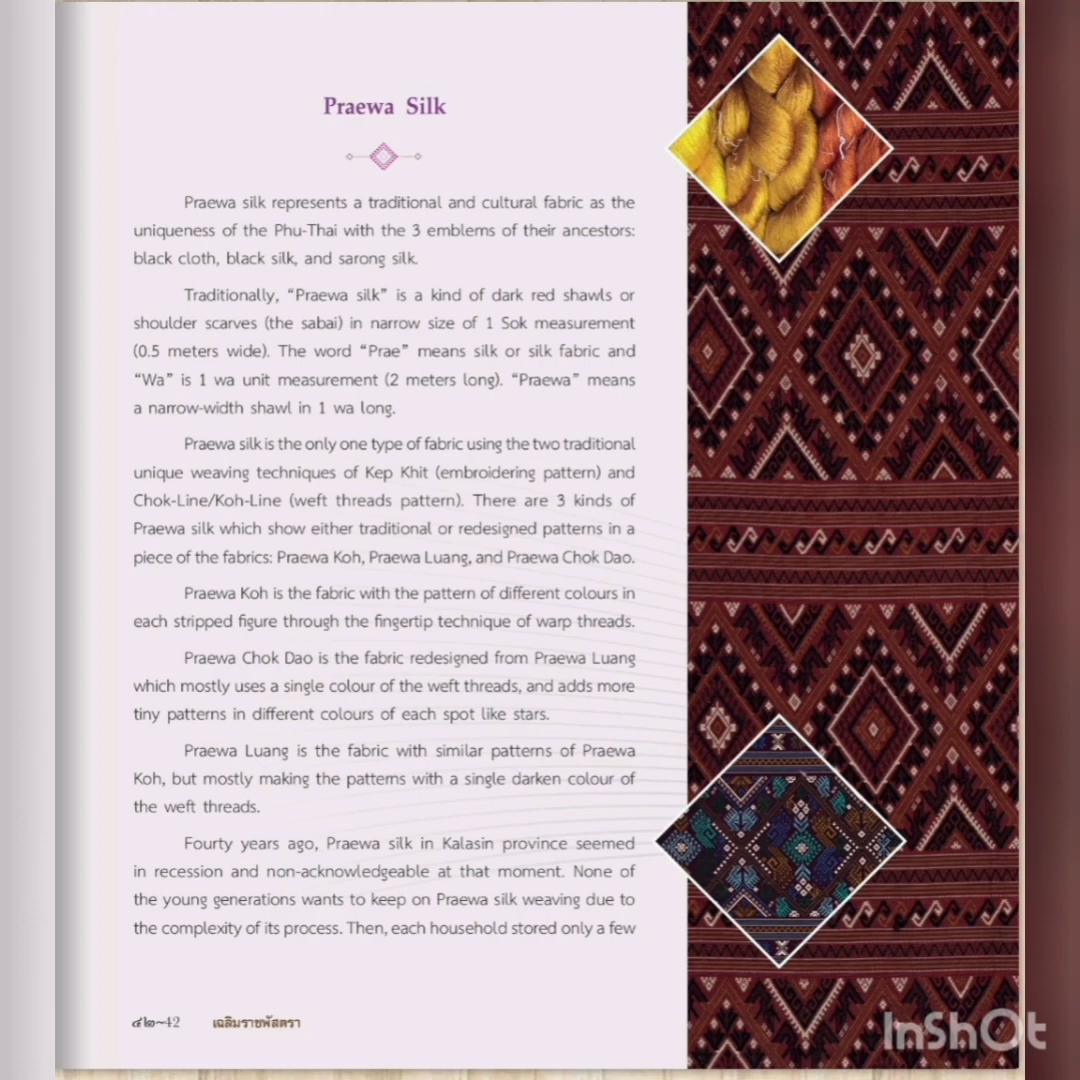 Praewa Silk
Praewa silk represents a traditional and cultural fabric as the
uniqueness of the Phu-Thai with the 3 emblems of their ancestors:
black cloth, black silk, and sarong silk.
Traditionally, “Praewa silk” is a kind of dark red shawls or
shoulder scarves (the sabai) in narrow size of 1 Sok measurement
(0.5 meters wide). The word “Prae” means silk or silk fabric and
“Wa” is 1 wa unit measurement (2 meters long). “Praewa” means
a narrow-width shawl in 1 wa long.
Praewa silk is the only one type of fabric using the two traditional
unique weaving techniques of Kep Khit (embroidering pattern) and
Chok-Line/Koh-Line (weft threads pattern). There are 3 kinds of
Praewa silk which show either traditional or redesigned patterns in a
piece of the fabrics: Praewa Koh, Praewa Luang, and Praewa Chok Dao.
Praewa Koh is the fabric with the pattern of different colours in
each stripped figure through the fingertip technique of warp threads.
Praewa Chok Dao is the fabric redesigned from Praewa Luang
which mostly uses a single colour of the weft threads, and adds more
tiny patterns in different colours of each spot like stars.
Praewa Luang is the fabric with similar patterns of Praewa
Koh, but mostly making the patterns with a single darken colour of
the weft threads.
Fourty years ago, Praewa silk in Kalasin province seemed
in recession and non-acknowledgeable at that moment. None of
the young generations wants to keep on Praewa silk weaving due to
the complexity of its process. Then, each household stored only a few
๔๒~42 เฉลิมราชพัสตรา
InShOt